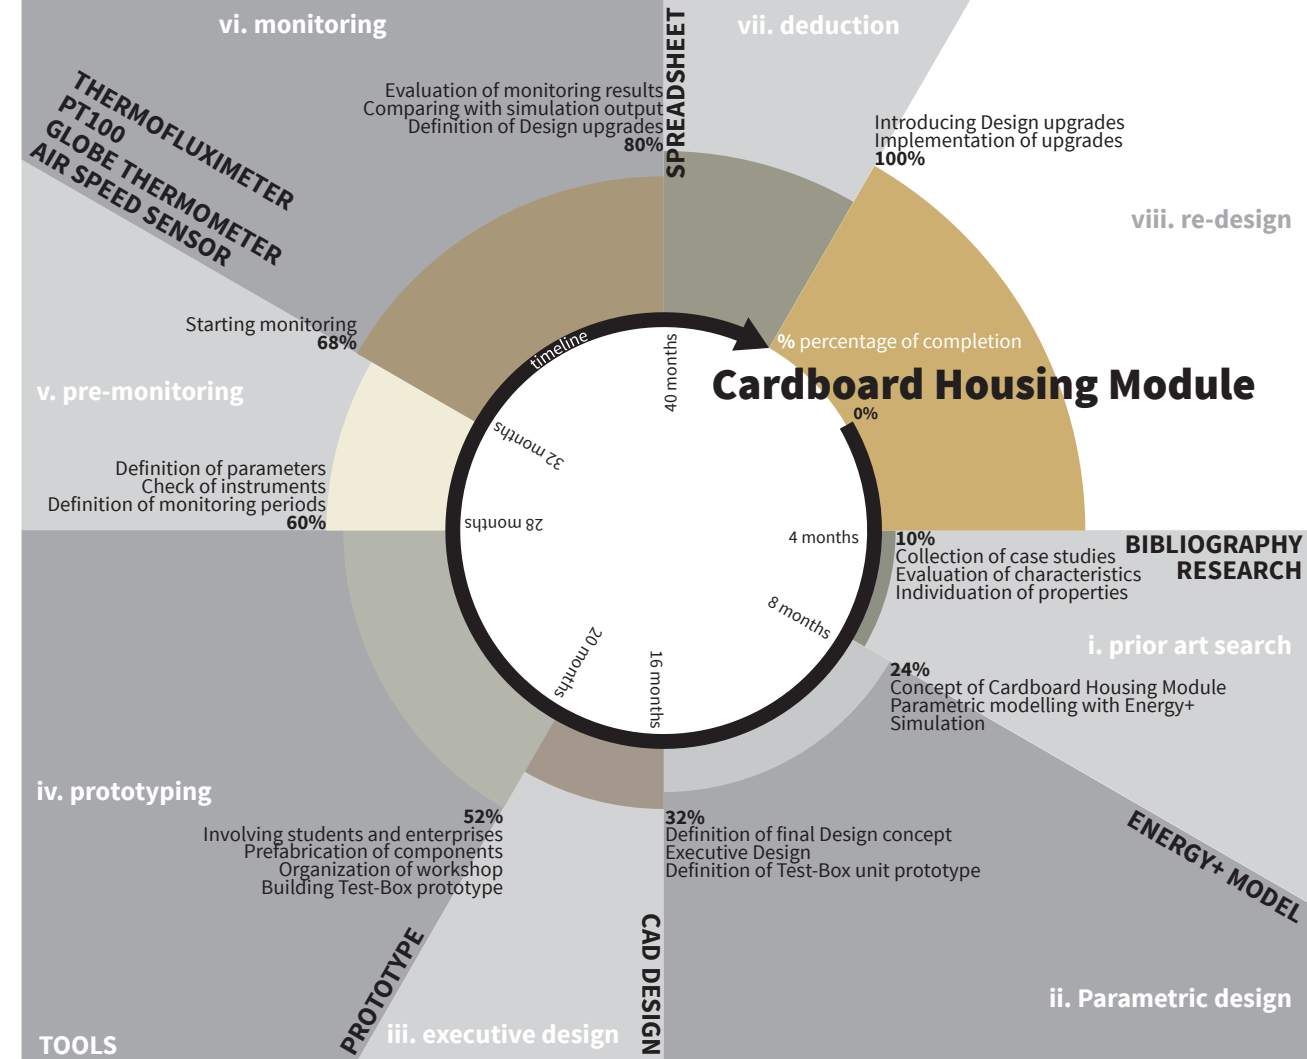 vi. monitoring
vii. deduction
SPREADSHEET
THERMOFLUXIMETER
PT100
GLOBE THERMOMETER
AIR SPEED SENSOR
Evaluation of monitoring results
Comparing with simulation output
Definition of Design upgrades
80%
Introducing Design upgrades
Implementation of upgrades
100%
viii. re-design
Starting monitoring
68%
timeline
% percentage of completion
Cardboard Housing Module
0%
v. pre-monitoring
40 months
32 months
28 months
4 months
8 months
20 months
16 months
Definition of parameters
Check of instruments
Definition of monitoring periods
60%
10%
Collection of case studies
Evaluation of characteristics
Individuation of properties
BIBLIOGRAPHY
RESEARCH
i. prior art search
24%
Concept of Cardboard Housing Module
Parametric modelling with Energy+
Simulation
iv. prototyping
52%
Involving students and enterprises
Prefabrication of components
Organization of workshop
Building Test-Box prototype
32%
Definition of final Design concept
Executive Design
Definition of Test-Box unit prototype
ENERGY+ MODEL
PROTOTYPE
CAD DESIGN
ii. Parametric design
iii. executive design
TOOLS